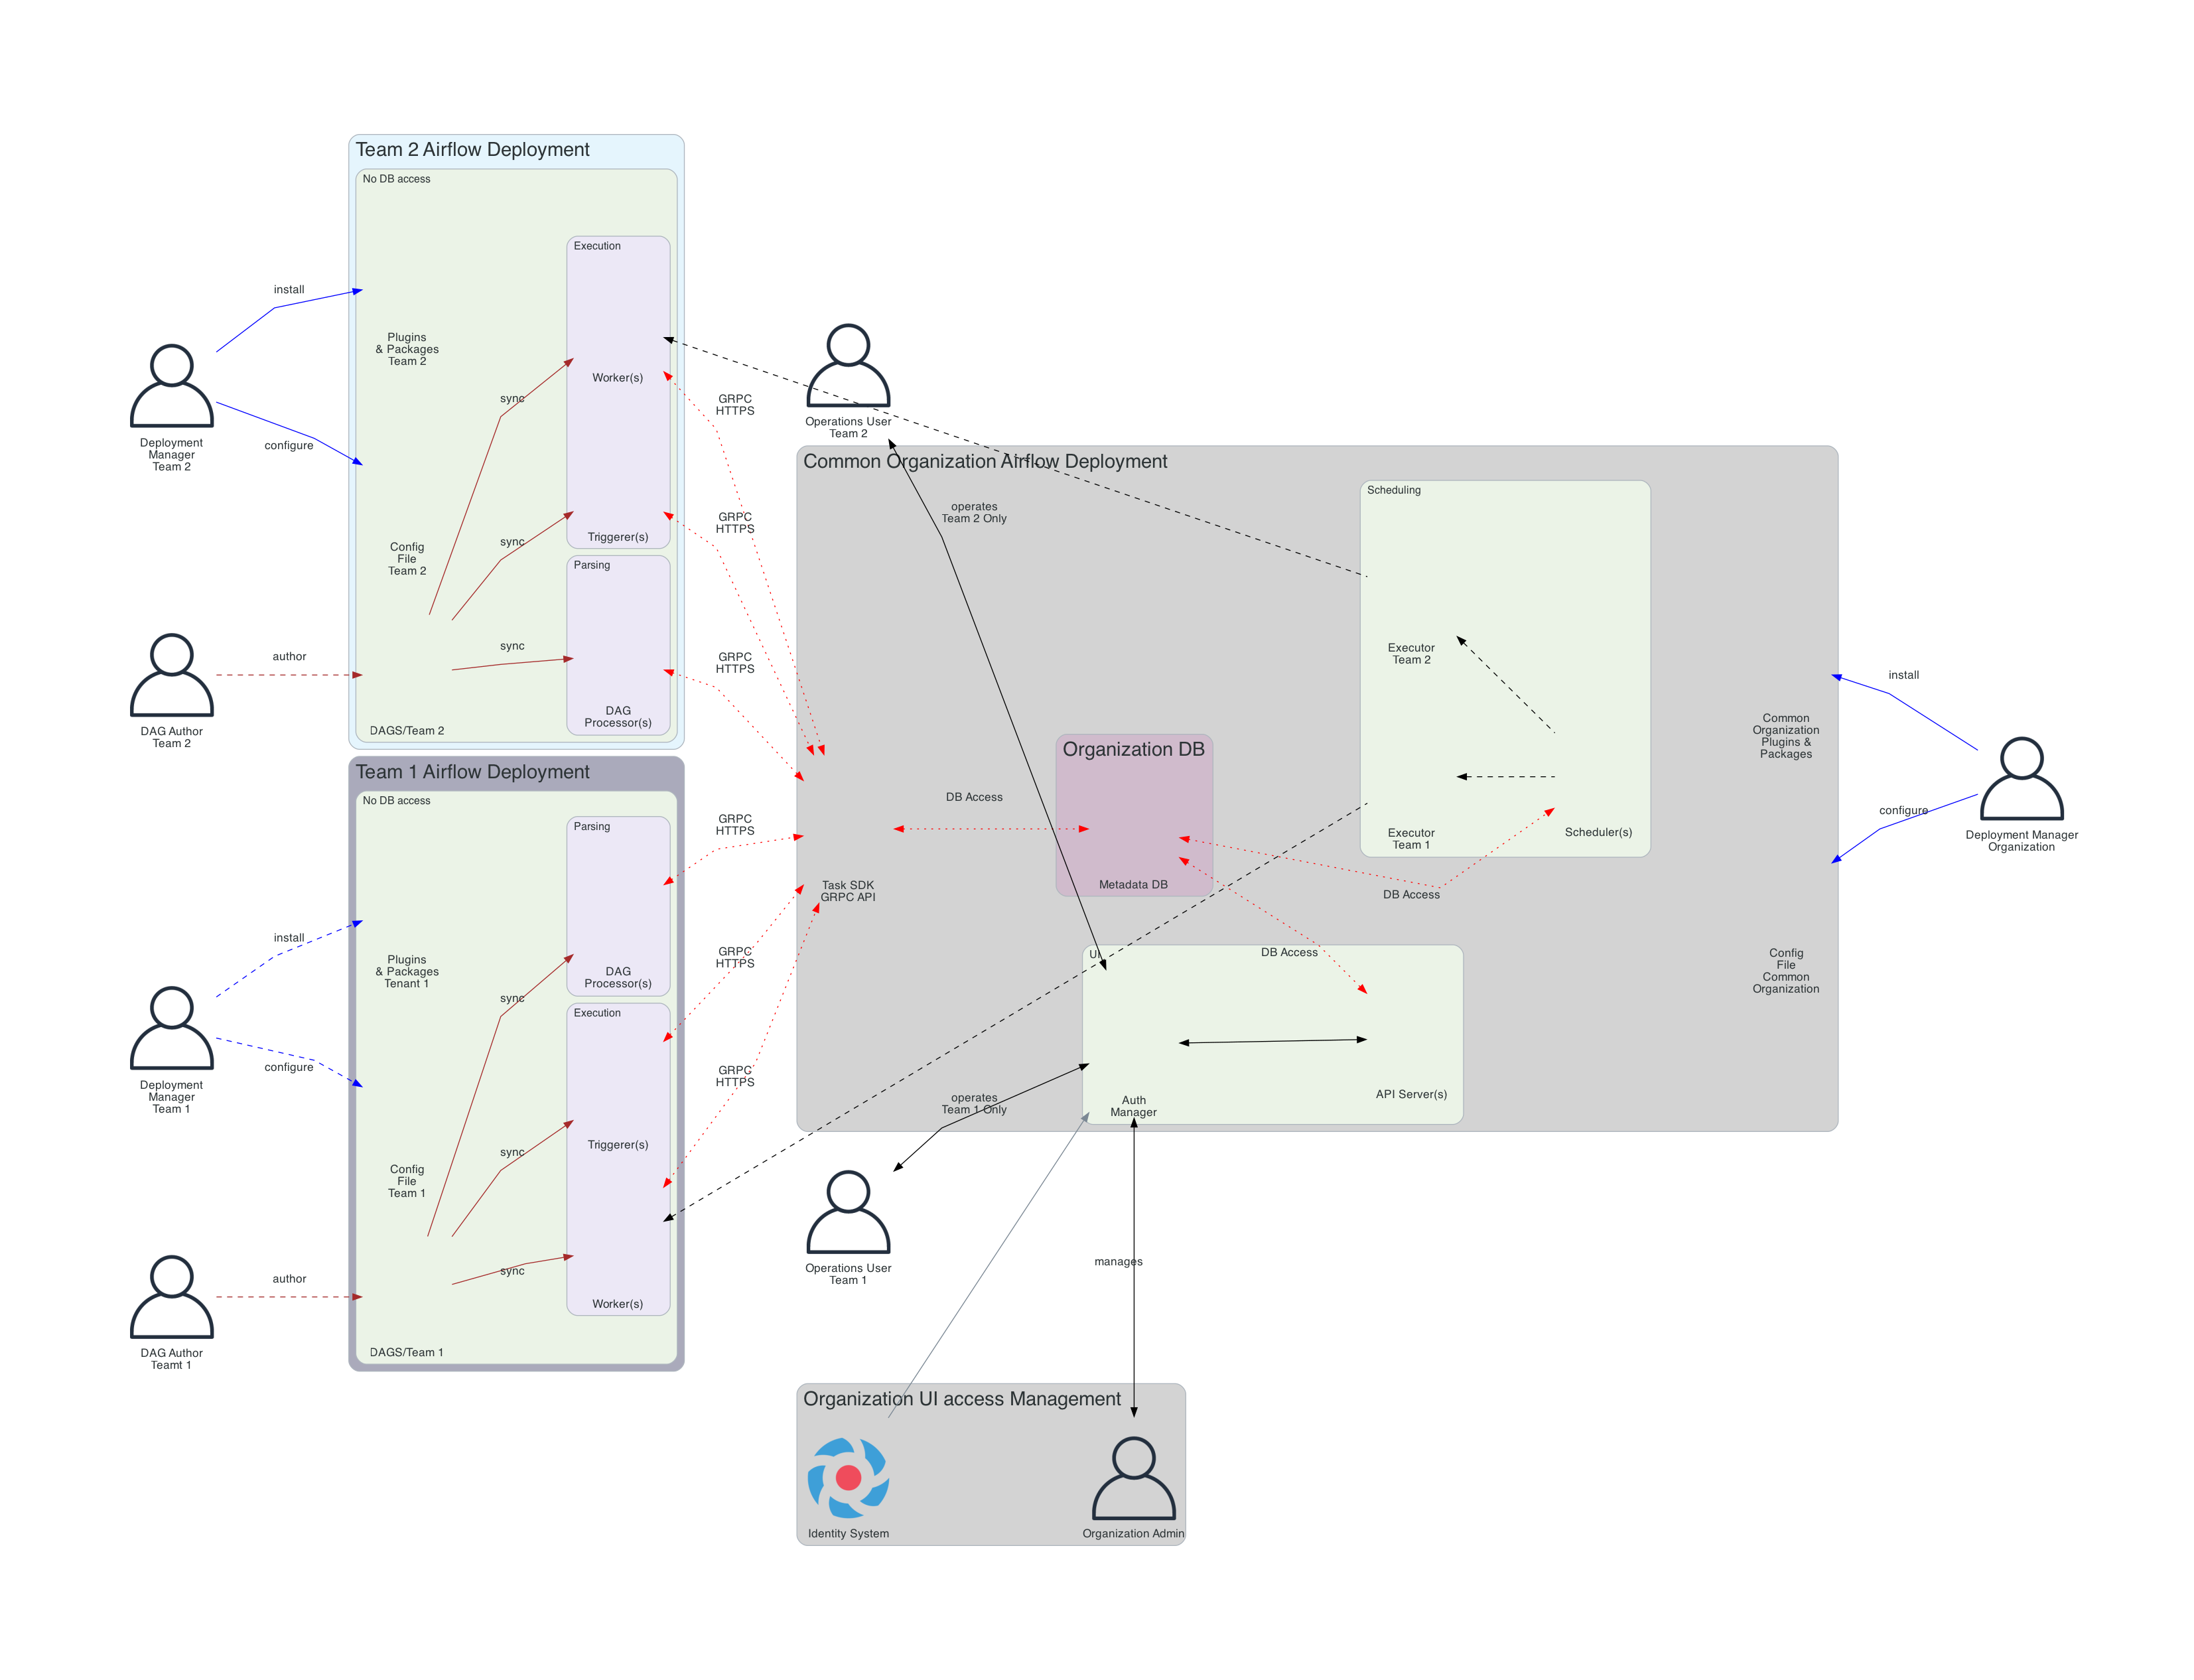 Team 2 Airflow Deployment
No DB access
Execution
install
Plugins
& Packages
Team 2
Worker(s)
sync
GRPC
HTTPS
Deployment
Manager
Team 2
configure
Config
File
Team 2
sync
Triggerer(s)
GRPC
HTTPS
Parsing
author
sync
GRPC
HTTPS
DAG
Processor(s)
DAGS/Team 2
DAG Author
Team 2
Operations User
Team 2
Common Organization Airflow Deployment
operates
Team 2 Only
Scheduling
Executor
Team 2
Executor
Team 1
Scheduler(s)
Common
Organization
Plugins &
Packages
install
configure
Deployment Manager
Organization
Organization DB
DB Access
Metadata DB
Task SDK
GRPC API
DB Access
UI
DB Access
Config
File
Common
Organization
Auth
Manager
API Server(s)
operates
Team 1 Only
Team 1 Airflow Deployment
No DB access
Parsing
GRPC
HTTPS
install
Plugins
& Packages
Tenant 1
DAG
Processor(s)
sync
GRPC
HTTPS
Execution
Deployment
Manager
Team 1
configure
GRPC
HTTPS
Config
File
Team 1
sync
Triggerer(s)
author
sync
Worker(s)
DAGS/Team 1
DAG Author
Teamt 1
Operations User
Team 1
manages
Organization UI access Management
Identity System
Organization Admin